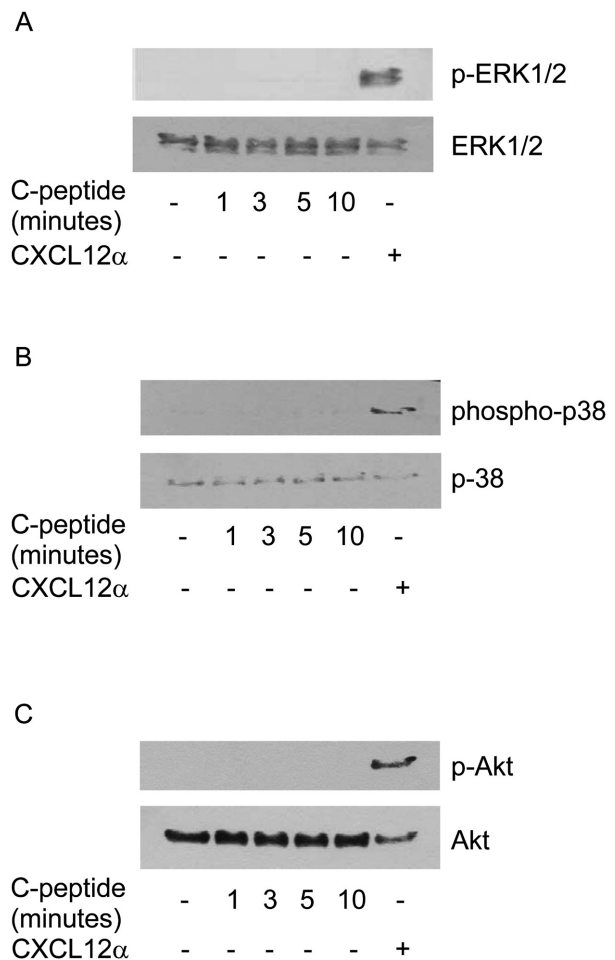 A
p-ERK1/2
ERK1/2
C-peptide
(minutes)
- 1 3 5 10 -
CXCL12α
- - - - - +
B
phospho-p38
p-38
C-peptide
(minutes)
- 1 3 5 10 -
CXCL12α
- - - - - +
C
p-Akt
Akt
C-peptide
(minutes)
- 1 3 5 10 -
CXCL12α
- - - - - +